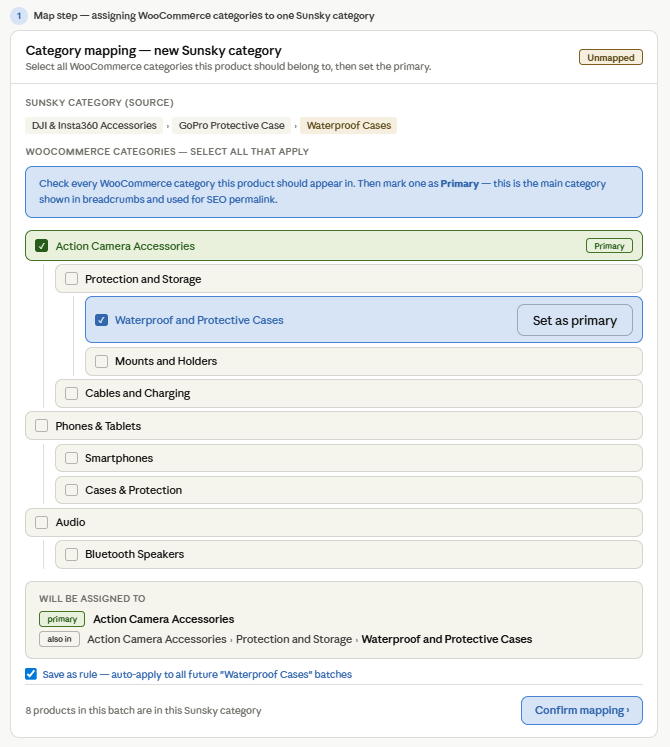 1 Map step — assigning WooCommerce categories to one Sunsky category
Category mapping — new Sunsky category
Unmapped
Select all WooCommerce categories this product should belong to, then set the primary.
SUNSKY CATEGORY (SOURCE)
DJI & Insta360 Accessories › GoPro Protective Case › Waterproof Cases
WOOCOMMERCE CATEGORIES — SELECT ALL THAT APPLY
Check every WooCommerce category this product should appear in. Then mark one as Primary — this is the main category
shown in breadcrumbs and used for SEO permalink.
Action Camera Accessories Primary
Protection and Storage
Waterproof and Protective Cases Set as primary
Mounts and Holders
Cables and Charging
Phones & Tablets
Smartphones
Cases & Protection
Audio
Bluetooth Speakers
WILL BE ASSIGNED TO
primary Action Camera Accessories
also in Action Camera Accessories › Protection and Storage › Waterproof and Protective Cases
Save as rule — auto-apply to all future "Waterproof Cases" batches
8 products in this batch are in this Sunsky category Confirm mapping ›